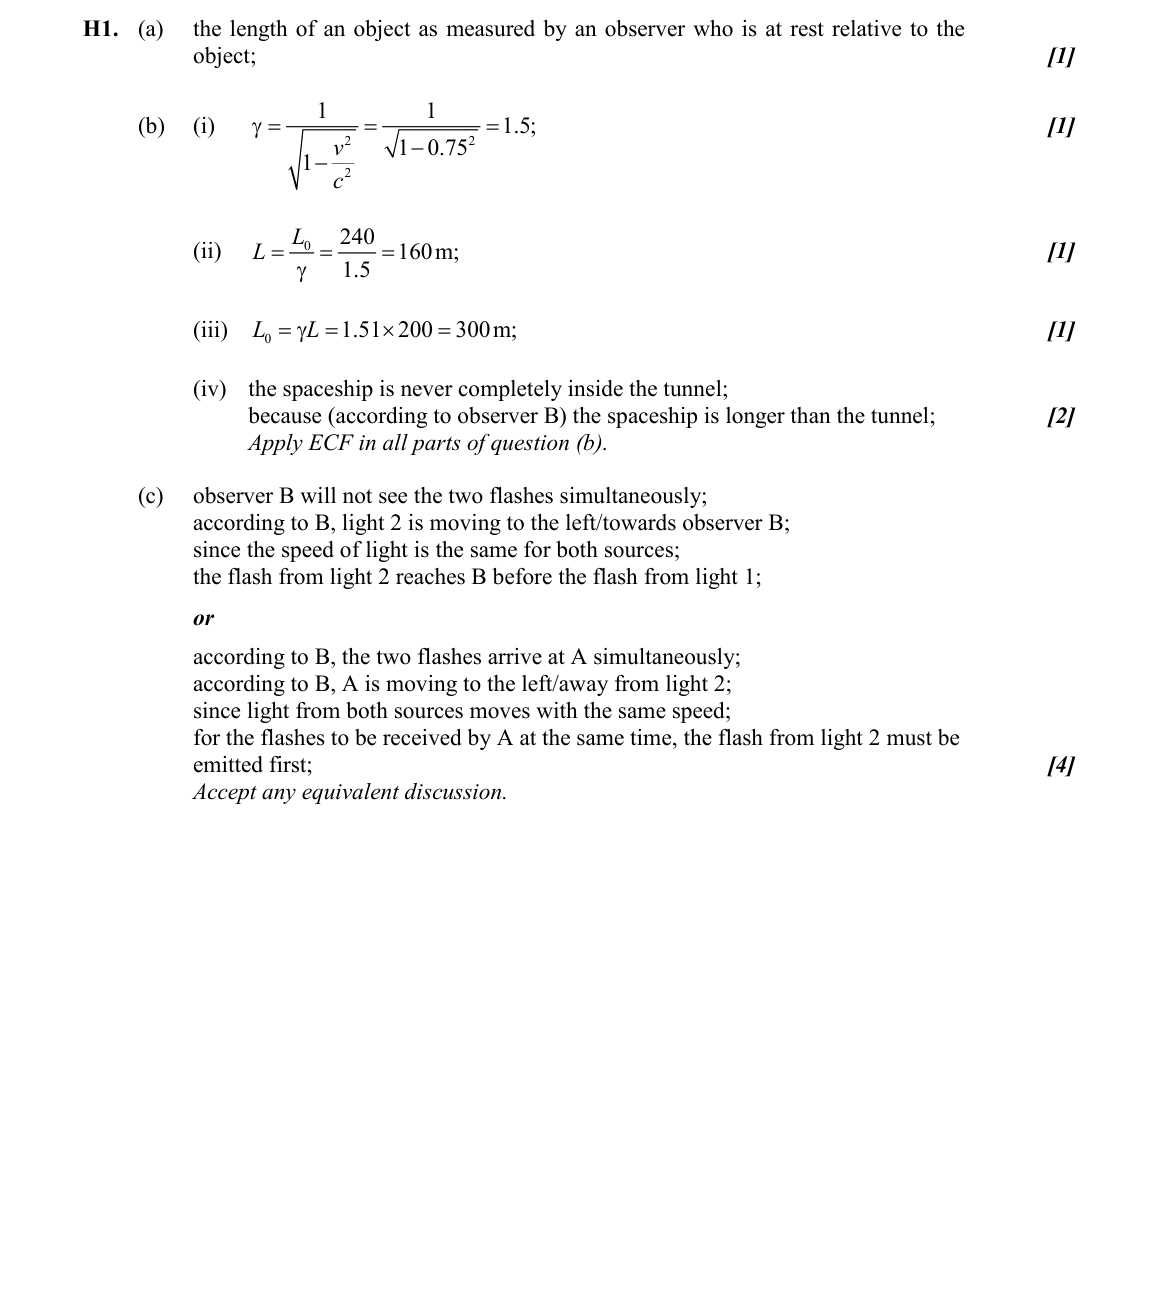 H1. (a) the length of an object as measured by an observer who is at rest relative to the
object; [1]
(b) (i) γ = 1/√(1 − v²/c²) = 1/√(1 − 0.75²) = 1.5; [1]
(ii) L = L₀/γ = 240/1.5 = 160 m; [1]
(iii) L₀ = γL = 1.51 × 200 = 300 m; [1]
(iv) the spaceship is never completely inside the tunnel;
because (according to observer B) the spaceship is longer than the tunnel; [2]
Apply ECF in all parts of question (b).
(c) observer B will not see the two flashes simultaneously;
according to B, light 2 is moving to the left/towards observer B;
since the speed of light is the same for both sources;
the flash from light 2 reaches B before the flash from light 1;
or
according to B, the two flashes arrive at A simultaneously;
according to B, A is moving to the left/away from light 2;
since light from both sources moves with the same speed;
for the flashes to be received by A at the same time, the flash from light 2 must be
emitted first; [4]
Accept any equivalent discussion.